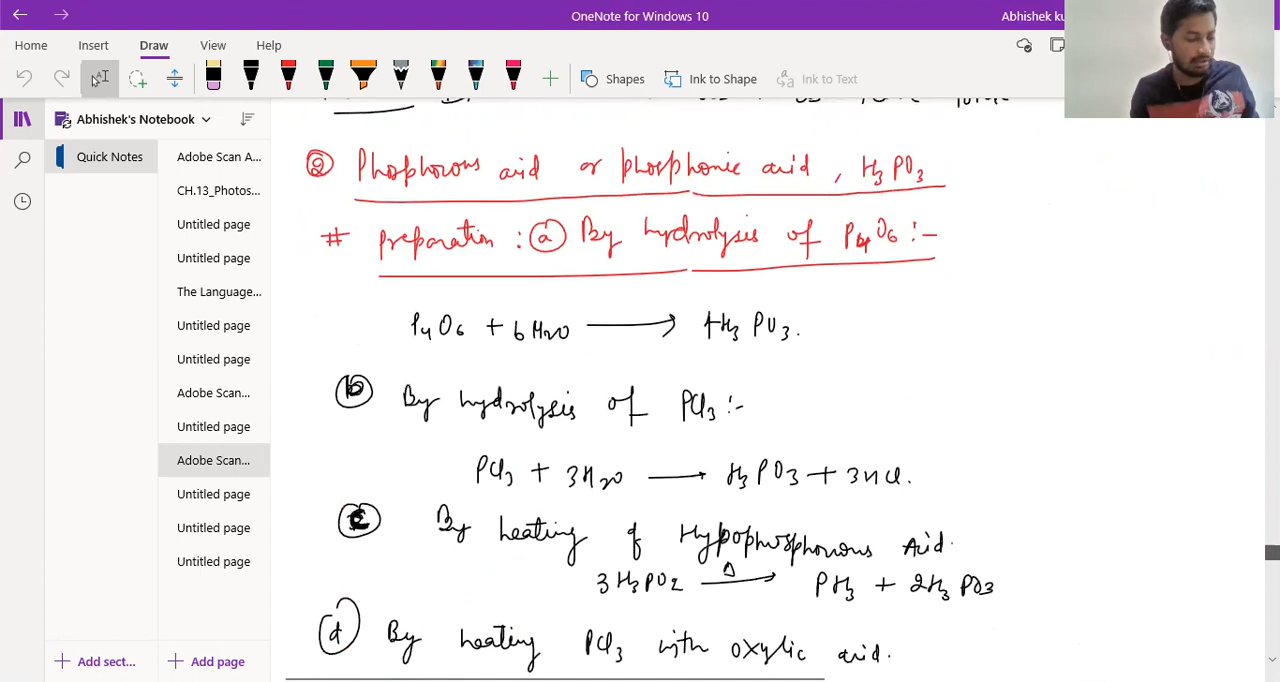 OneNote for Windows 10
Abhishek ku
Home Insert Draw View Help
Shapes Ink to Shape Ink to Text
Abhishek's Notebook
Quick Notes
Adobe Scan A...
CH.13_Photos...
Untitled page
Untitled page
The Language...
Untitled page
Untitled page
Adobe Scan...
Untitled page
Adobe Scan...
Untitled page
Untitled page
Untitled page
+ Add sect...
+ Add page
② Phosphorous acid or phosphonic acid, H3PO3
# preparation : ⓐ By hydrolysis of P4O6 :-
P4O6 + 6H2O ⟶ 4H3PO3.
ⓑ By hydrolysis of PCl3 :-
PCl3 + 3H2O ⟶ H3PO3 + 3HCl.
ⓒ By heating of Hypophosphorous Acid.
3H3PO2 —Δ→ PH3 + 2H3PO3
ⓓ By heating PCl3 with oxylic acid.